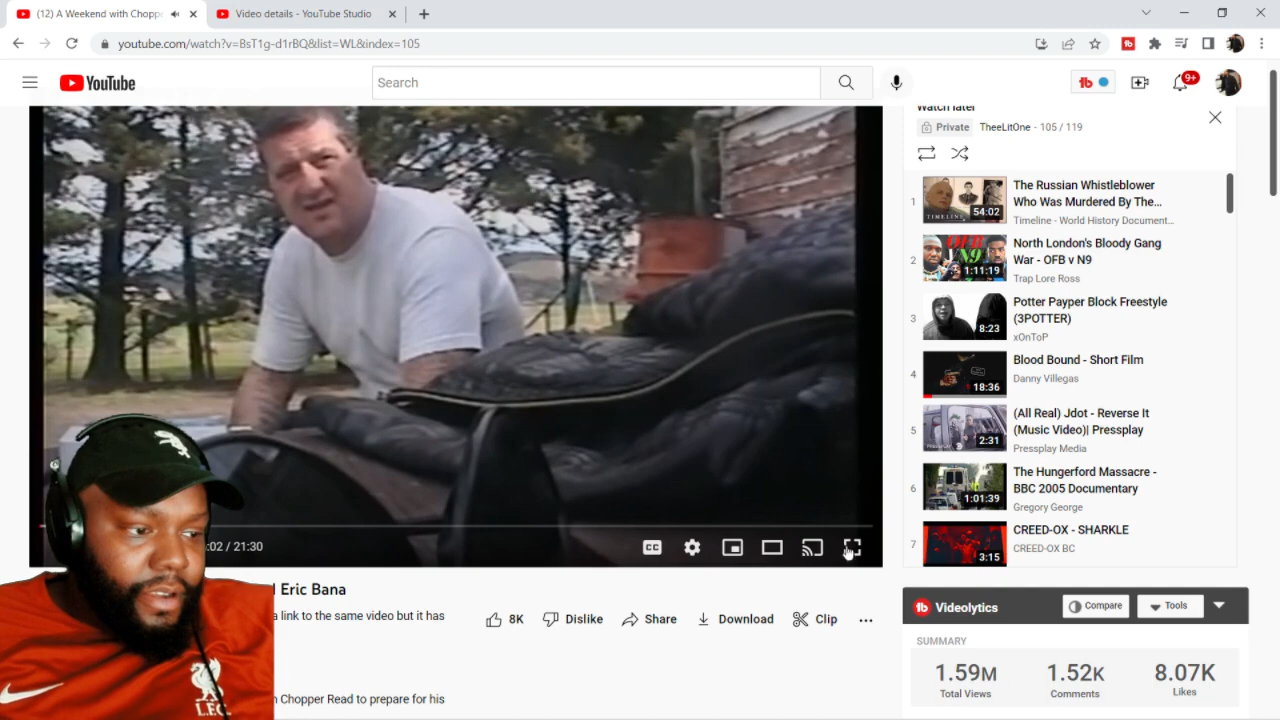 (12) A Weekend with Choppe
Video details - YouTube Studio
youtube.com/watch?v=BsT1g-d1rBQ&list=WL&index=105
YouTube
Search
9+
Watch later
Private
TheeLitOne - 105 / 119
1
54:02
TIMELINE
The Russian Whistleblower
Who Was Murdered By The...
Timeline - World History Document...
2
OFB N9
1:11:19
North London's Bloody Gang
War - OFB v N9
Trap Lore Ross
3
8:23
Potter Payper Block Freestyle
(3POTTER)
xOnToP
4
18:36
Blood Bound - Short Film
Danny Villegas
5
2:31
(All Real) Jdot - Reverse It
(Music Video)| Pressplay
Pressplay Media
6
1:01:39
The Hungerford Massacre -
BBC 2005 Documentary
Gregory George
7
3:15
CREED-OX - SHARKLE
CREED-OX BC
:02 / 21:30
CC
Eric Bana
a link to the same video but it has
8K
Dislike
Share
Download
Clip
Chopper Read to prepare for his
Videolytics
Compare
Tools
SUMMARY
1.59M
Total Views
1.52K
Comments
8.07K
Likes
L.F.C.